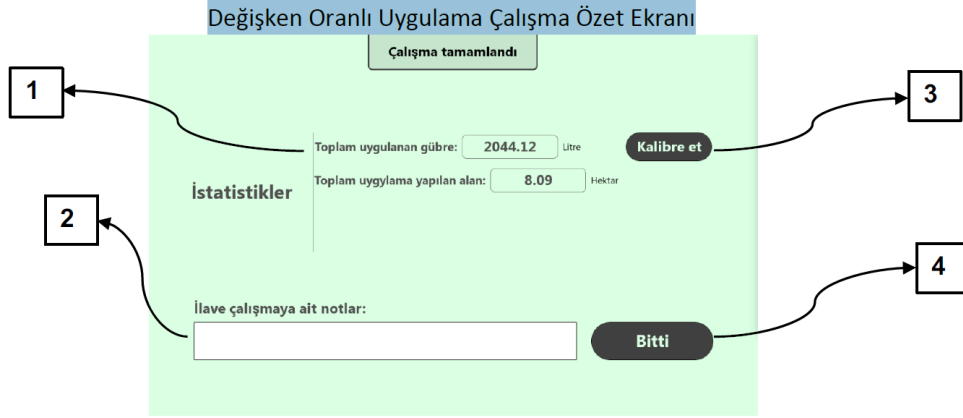 Değişken Oranlı Uygulama Çalışma Özet Ekranı
Çalışma tamamlandı
1
3
Toplam uygulanan gübre: 2044.12 Litre Kalibre et
Toplam uygylama yapılan alan: 8.09 Hektar
İstatistikler
2
4
İlave çalışmaya ait notlar:
Bitti